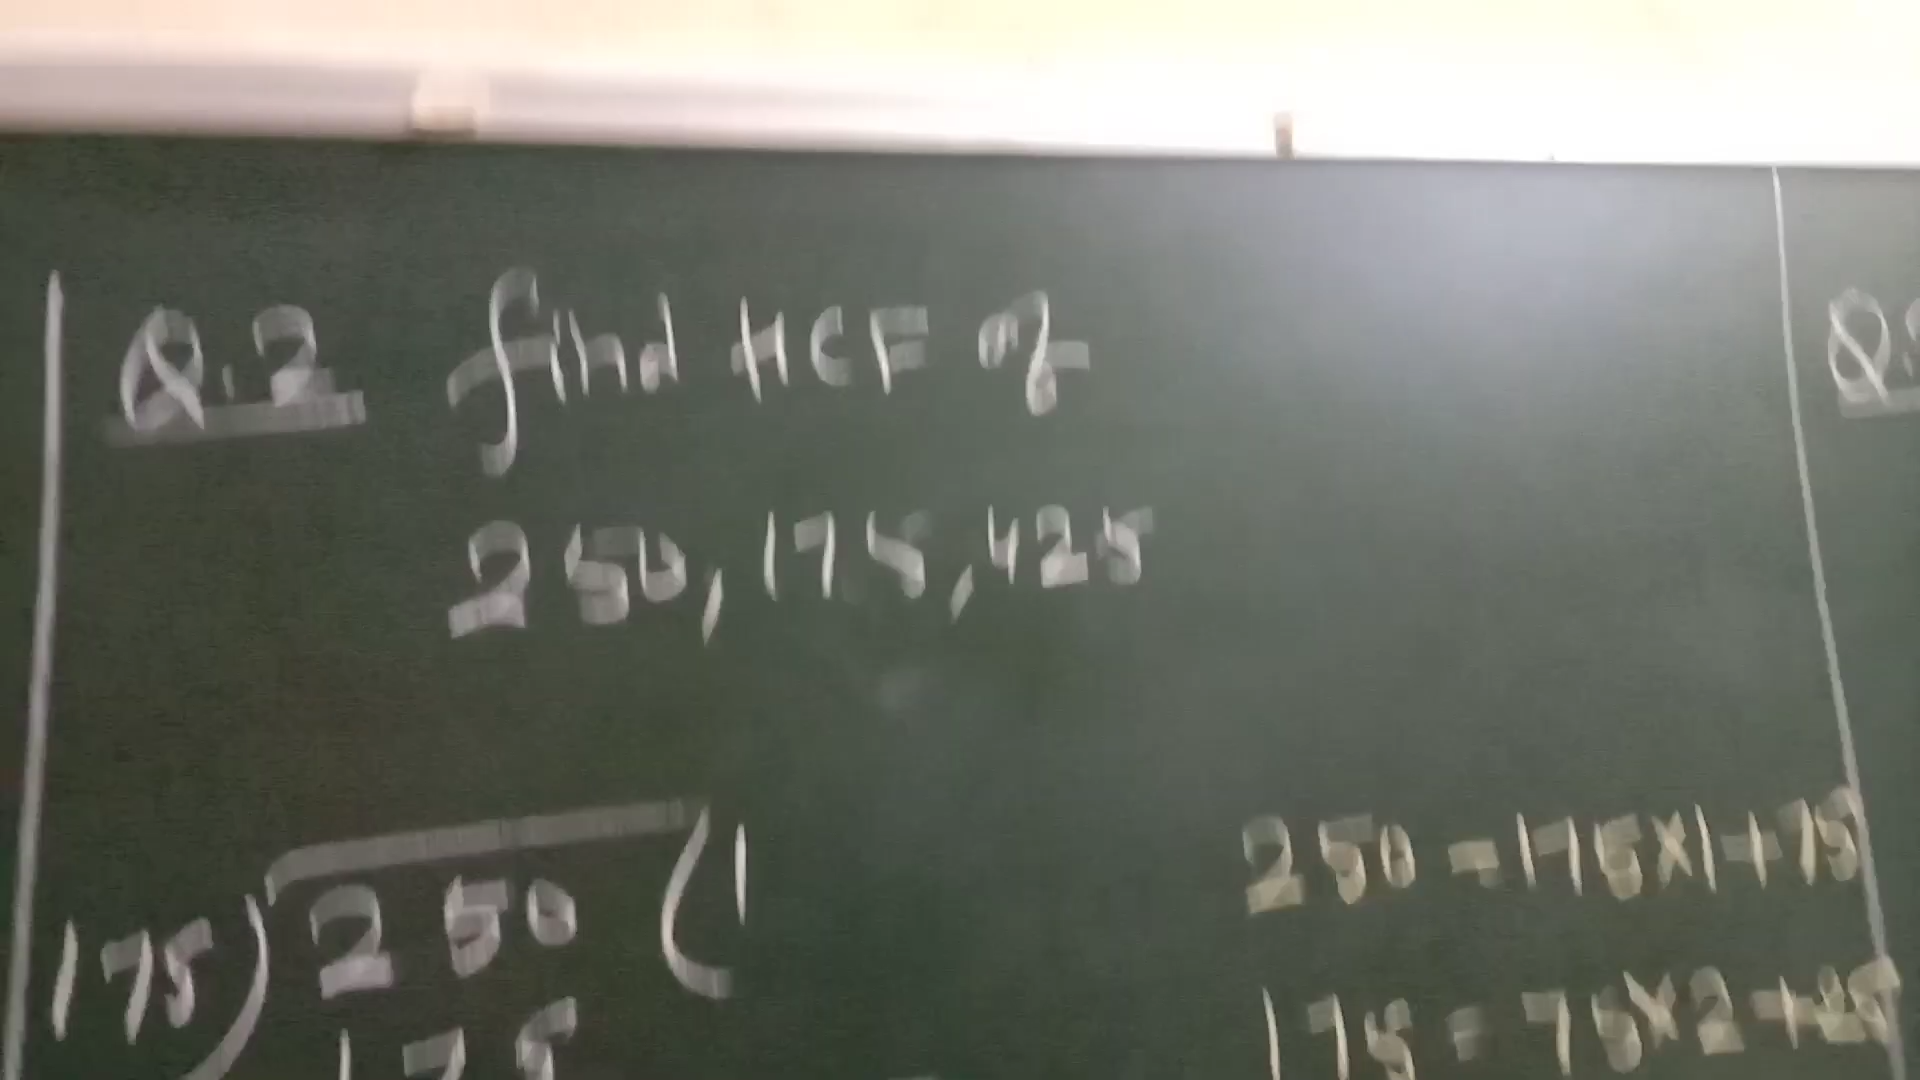 Q.2 find HCF of
250, 175, 425
175) 250 ( 1
175
250 = 175×1+75
175 = 75×2+25